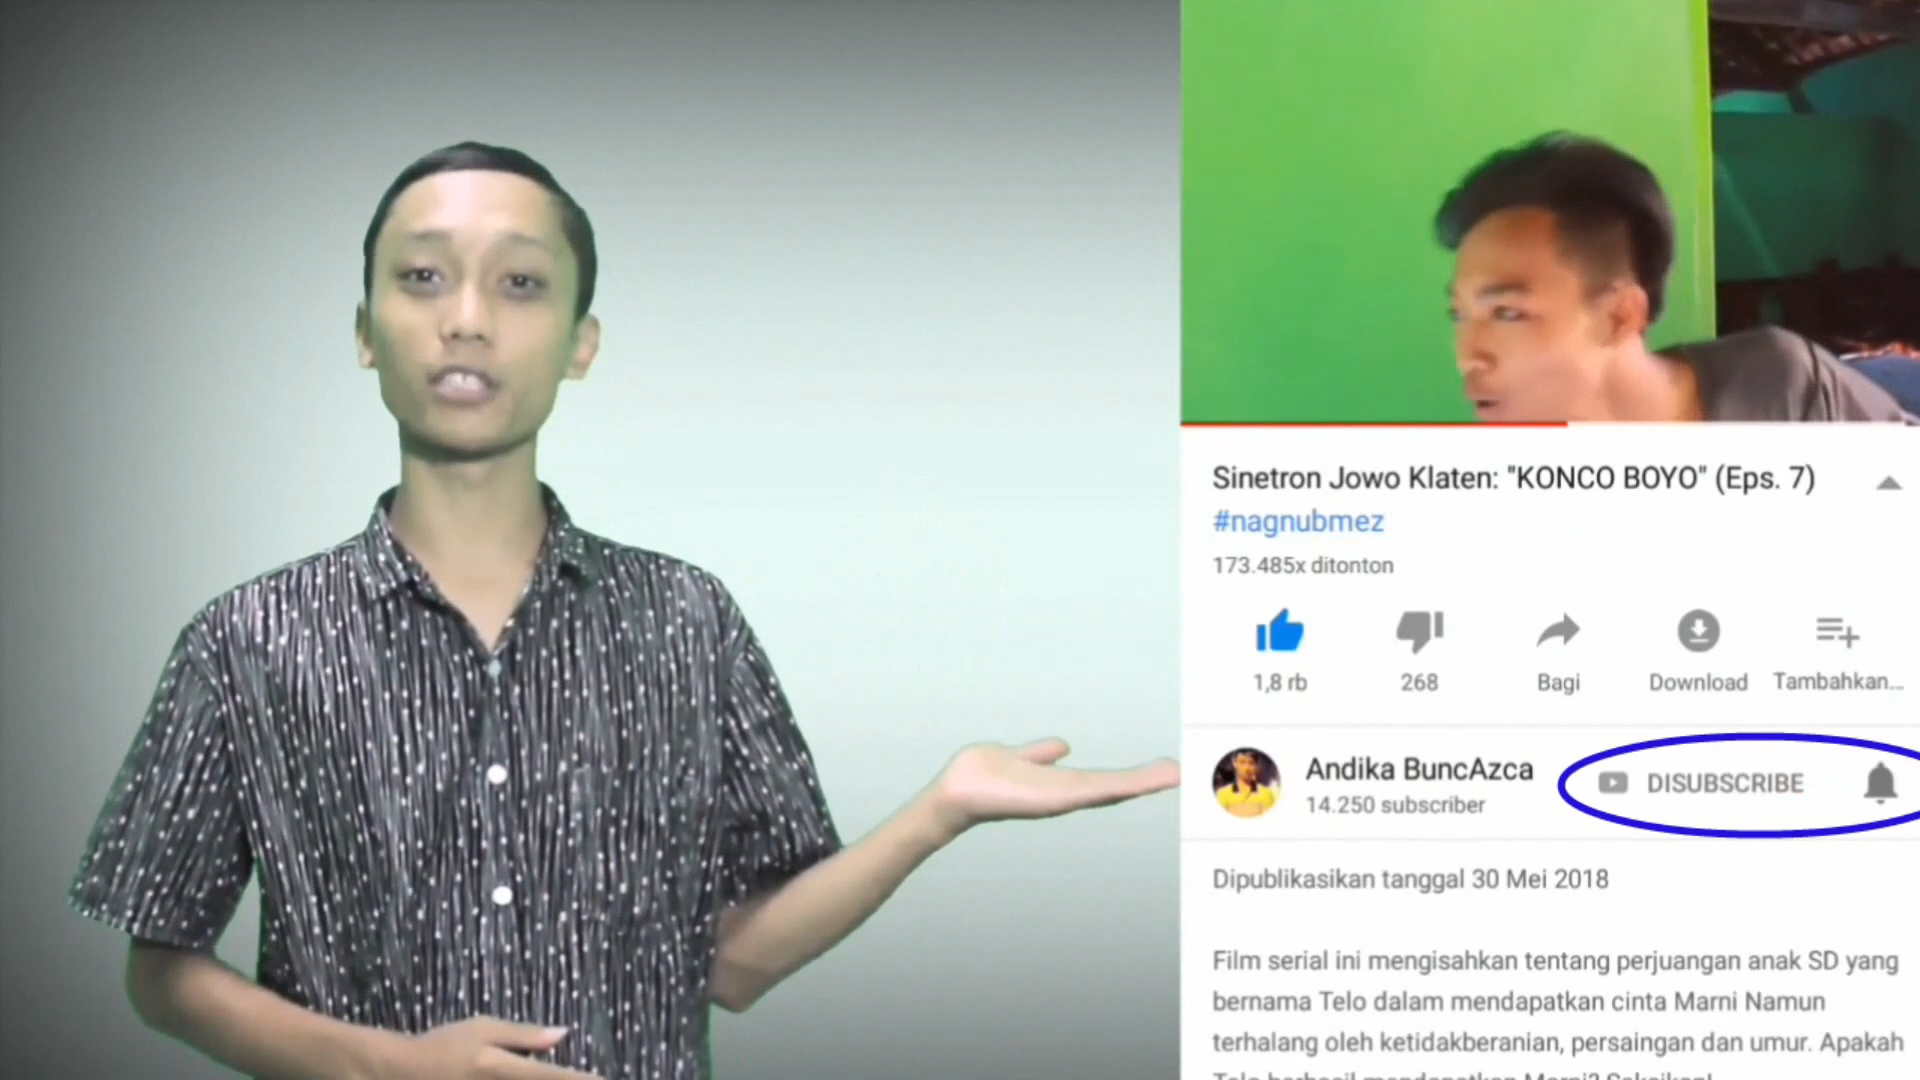 Sinetron Jowo Klaten: "KONCO BOYO" (Eps. 7)
#nagnubmez
173.485x ditonton
1,8 rb
268
Bagi
Download
Tambahkan...
Andika BuncAzca
14.250 subscriber
DISUBSCRIBE
Dipublikasikan tanggal 30 Mei 2018
Film serial ini mengisahkan tentang perjuangan anak SD yang
bernama Telo dalam mendapatkan cinta Marni Namun
terhalang oleh ketidakberanian, persaingan dan umur. Apakah